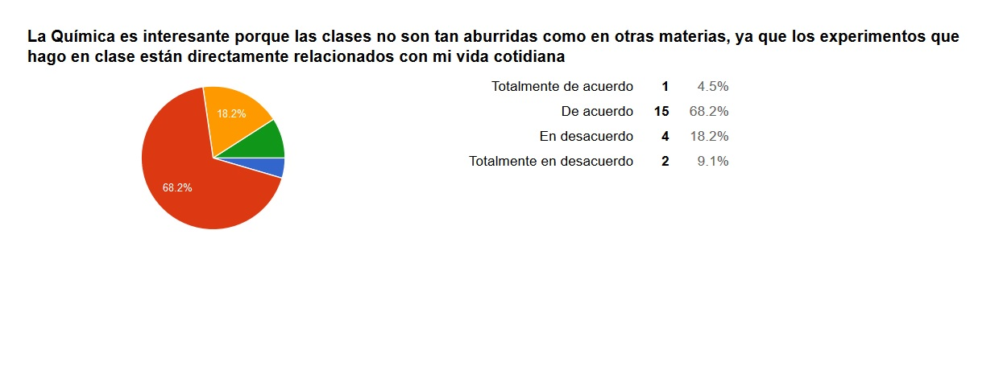 La Química es interesante porque las clases no son tan aburridas como en otras materias, ya que los experimentos que
hago en clase están directamente relacionados con mi vida cotidiana
18.2%
68.2%
Totalmente de acuerdo 1 4.5%
De acuerdo 15 68.2%
En desacuerdo 4 18.2%
Totalmente en desacuerdo 2 9.1%